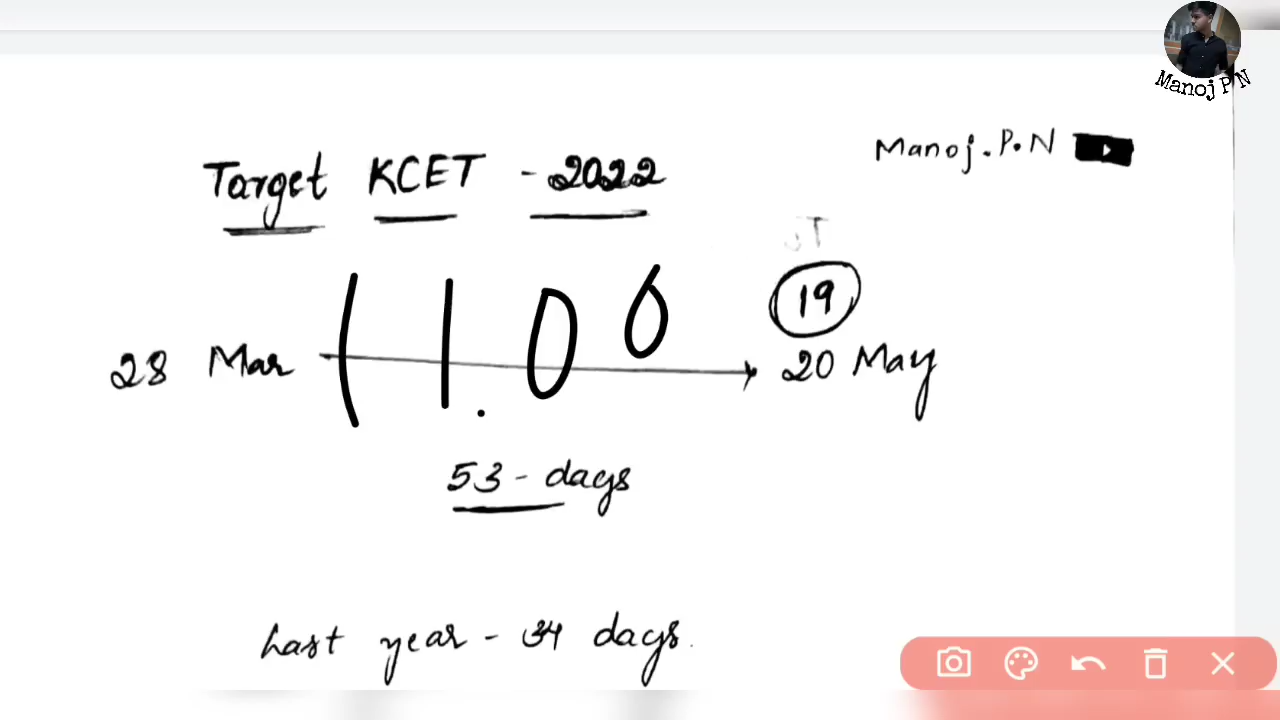 Manoj P N
Manoj.P.N
Target KCET - 2022
19
28 Mar
1.00
20 May
53 - days
Last year - 34 days.